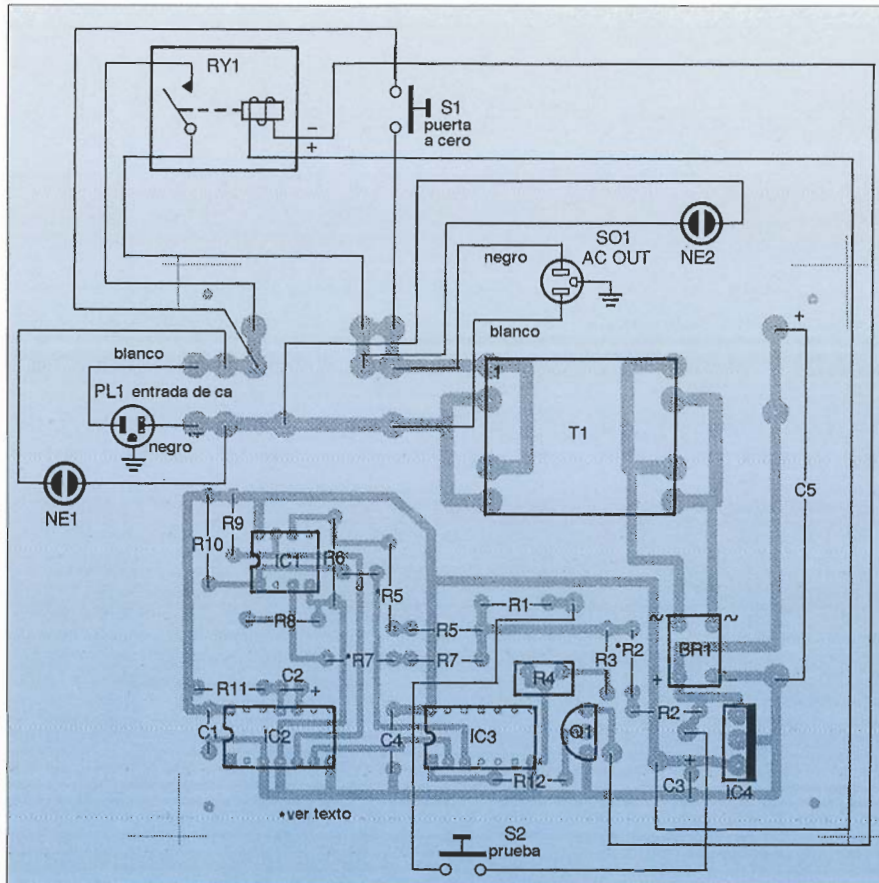 RY1
−
+
S1
puerta
a cero
SO1
AC OUT
NE2
negro
blanco
+
blanco
PL1 entrada de ca
negro
NE1
1
T1
C5
R9
R10
IC1
R6
*R5
R8
R5
R1
R3
*R2
~ ~
BR1
*R7
R7
R4
+ −
R11
C2
+
R2
C1
IC2
C4
IC3
Q1
R12
+
C3
IC4
*ver texto
S2
prueba